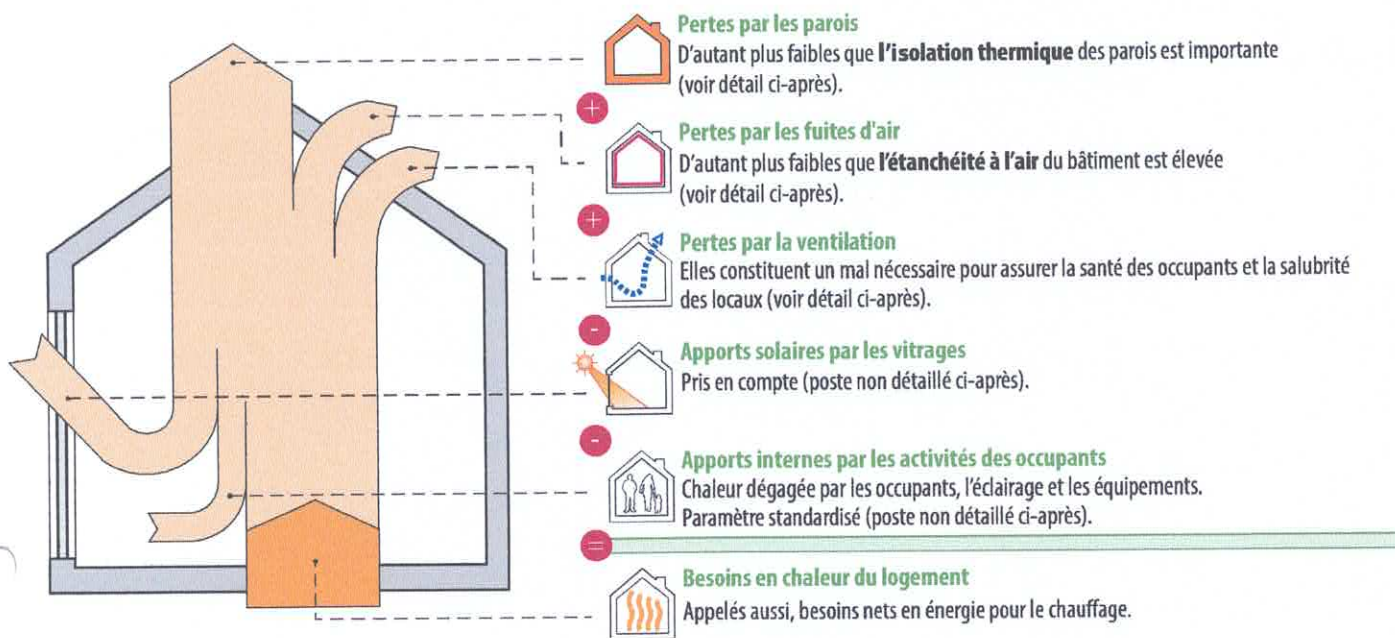 Pertes par les parois
D'autant plus faibles que l'isolation thermique des parois est importante
(voir détail ci-après).
+
Pertes par les fuites d'air
D'autant plus faibles que l'étanchéité à l'air du bâtiment est élevée
(voir détail ci-après).
+
Pertes par la ventilation
Elles constituent un mal nécessaire pour assurer la santé des occupants et la salubrité
des locaux (voir détail ci-après).
-
Apports solaires par les vitrages
Pris en compte (poste non détaillé ci-après).
-
Apports internes par les activités des occupants
Chaleur dégagée par les occupants, l'éclairage et les équipements.
Paramètre standardisé (poste non détaillé ci-après).
=
Besoins en chaleur du logement
Appelés aussi, besoins nets en énergie pour le chauffage.